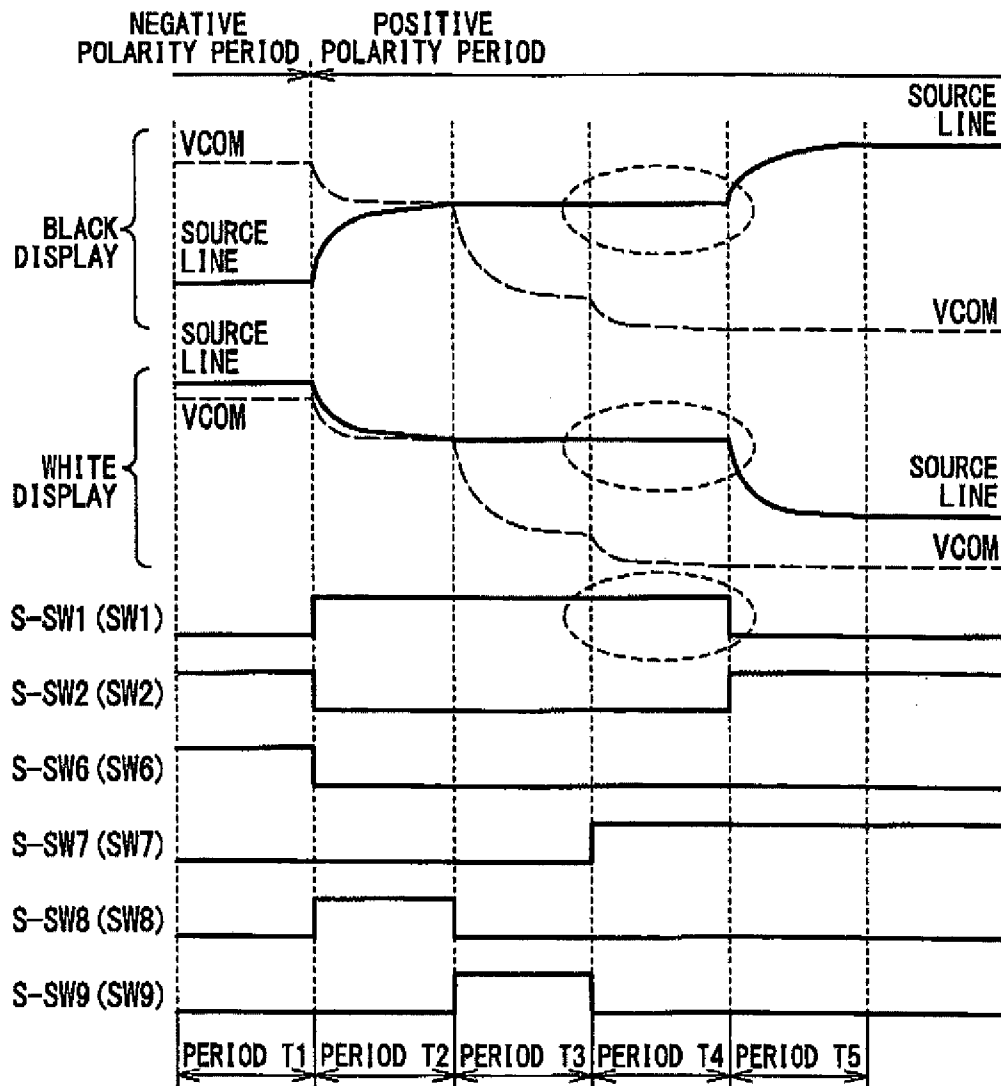 NEGATIVE
POLARITY PERIOD
POSITIVE
POLARITY PERIOD
SOURCE
LINE
VCOM
BLACK
DISPLAY
SOURCE
LINE
VCOM
SOURCE
LINE
VCOM
WHITE
DISPLAY
SOURCE
LINE
VCOM
S-SW1 (SW1)
S-SW2 (SW2)
S-SW6 (SW6)
S-SW7 (SW7)
S-SW8 (SW8)
S-SW9 (SW9)
PERIOD T1
PERIOD T2
PERIOD T3
PERIOD T4
PERIOD T5